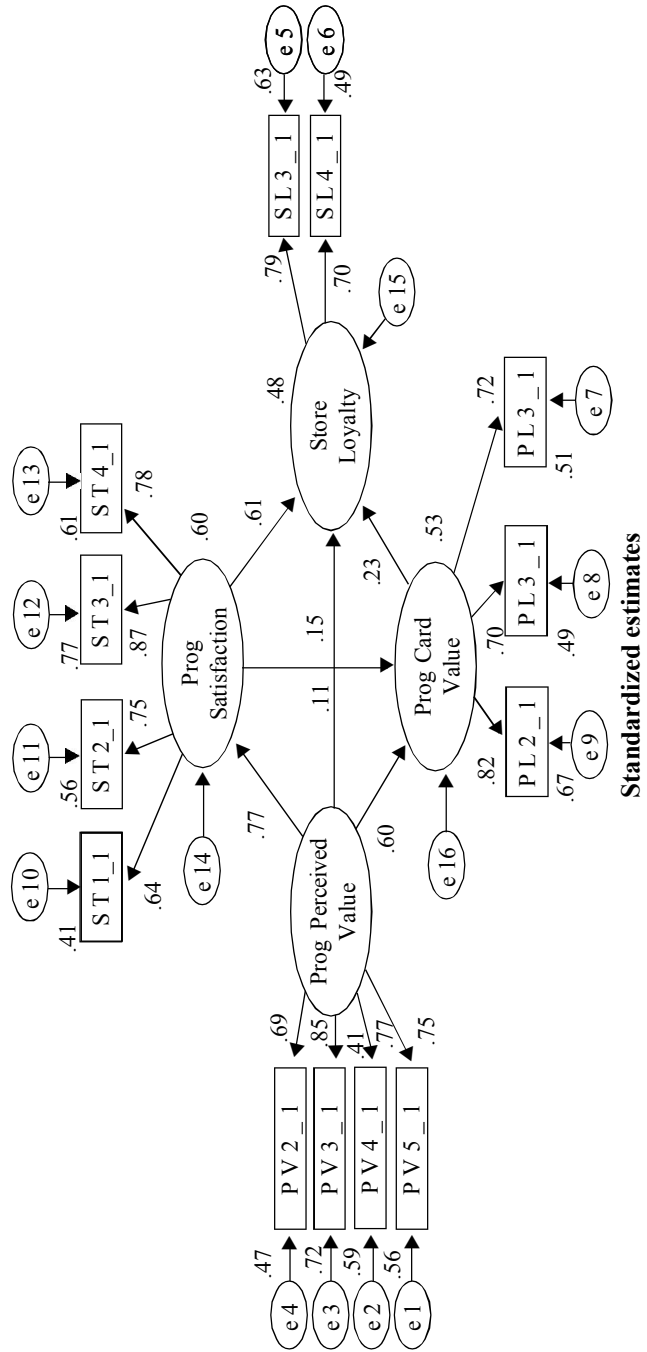 e 10
e 11
e 12
e 13
.41
.56
.77
.61
S T 1_1
S T 2_1
S T 3_1
S T 4_1
.64
.75
.87
.78
e 14
Prog
Satisfaction
.60
.77
.61
e 4
.47
P V 2 _ 1
.69
e 3
.72
P V 3 _ 1
.85
e 2
.59
P V 4 _ 1
.41
.77
e 1
.56
P V 5 _ 1
.75
Prog Perceived
Value
.11
.15
.48
Store
Loyalty
.79
.70
S L 3 _ 1
S L 4 _ 1
.63
.49
e 5
e 6
e 15
.60
.23
e 16
Prog Card
Value
.53
.82
.70
.72
P L 2 _ 1
P L 3 _ 1
P L 3 _ 1
.67
.49
.51
e 9
e 8
e 7
Standardized estimates